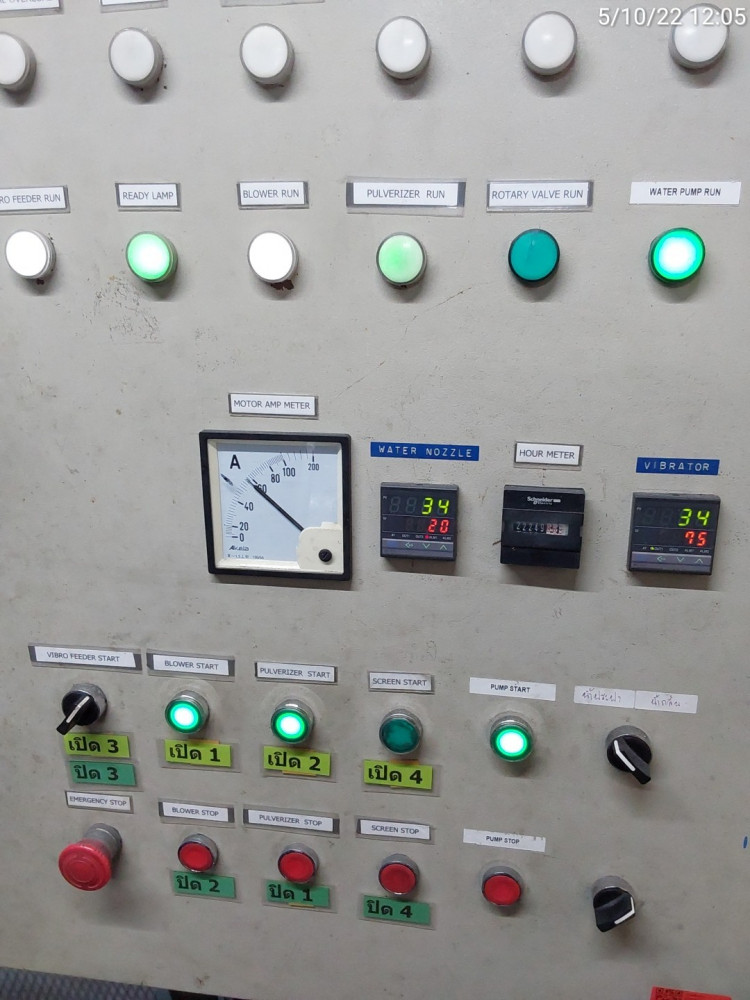 5/10/22 12:05
RO FEEDER RUN
READY LAMP
BLOWER RUN
PULVERIZER RUN
ROTARY VALVE RUN
WATER PUMP RUN
MOTOR AMP METER
WATER NOZZLE
HOUR METER
VIBRATOR
A
200
100
80
60
40
20
0
34
20
Schneider
Electric
34
75
VIBRO FEEDER START
BLOWER START
PULVERIZER START
SCREEN START
PUMP START
เปิด 3
เปิด 1
เปิด 2
เปิด 4
ปิด 3
EMERGENCY STOP
BLOWER STOP
PULVERIZER STOP
SCREEN STOP
PUMP STOP
ปิด 2
ปิด 1
ปิด 4